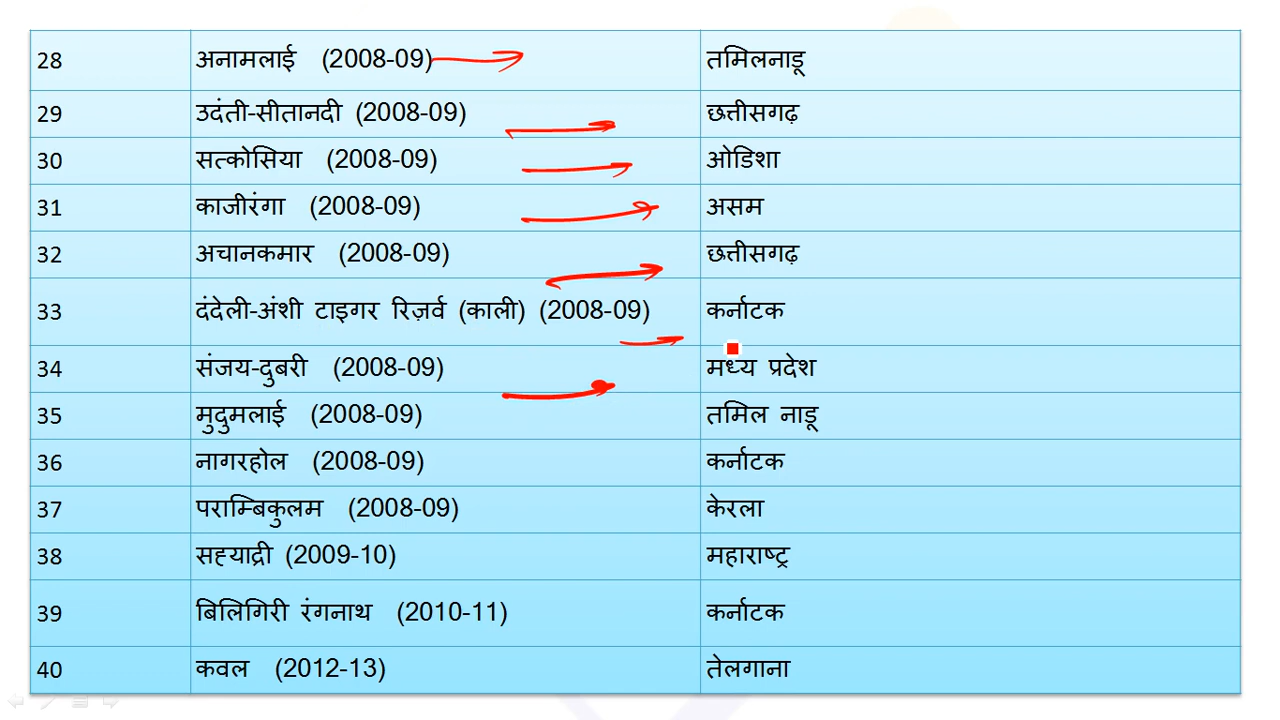 28 अनामलाई (2008-09) तमिलनाडू
29 उदंती-सीतानदी (2008-09) छत्तीसगढ़
30 सत्कोसिया (2008-09) ओडिशा
31 काजीरंगा (2008-09) असम
32 अचानकमार (2008-09) छत्तीसगढ़
33 दंदेली-अंशी टाइगर रिज़र्व (काली) (2008-09) कर्नाटक
34 संजय-दुबरी (2008-09) मध्य प्रदेश
35 मुदुमलाई (2008-09) तमिल नाडू
36 नागरहोल (2008-09) कर्नाटक
37 पराम्बिकुलम (2008-09) केरला
38 सह्याद्री (2009-10) महाराष्ट्र
39 बिलिगिरी रंगनाथ (2010-11) कर्नाटक
40 कवल (2012-13) तेलगाना